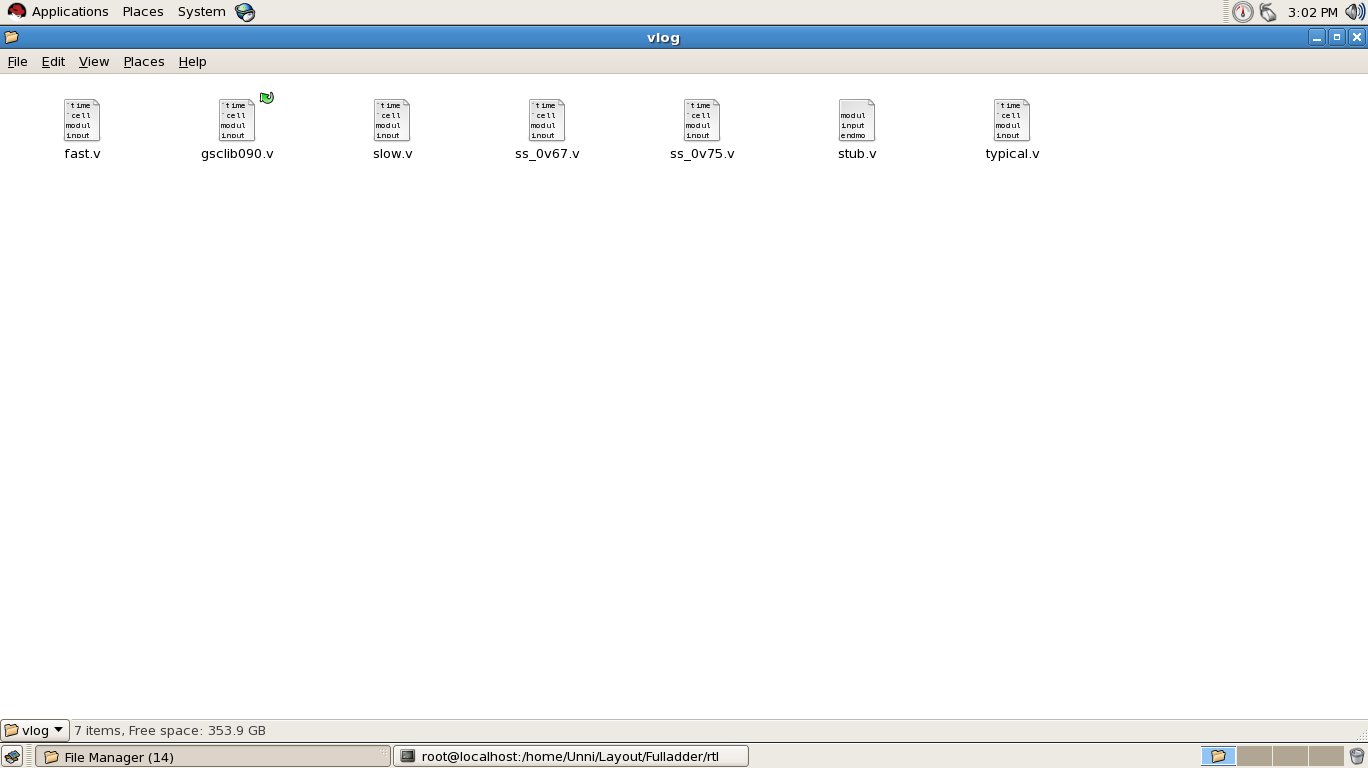 Applications Places System 3:02 PM
vlog
File Edit View Places Help
`time
`cell
modul
input
`time
`cell
modul
input
`time
`cell
modul
input
`time
`cell
modul
input
`time
`cell
modul
input
modul
input
endmo
`time
`cell
modul
input
fast.v gsclib090.v slow.v ss_0v67.v ss_0v75.v stub.v typical.v
vlog 7 items, Free space: 353.9 GB
File Manager (14) root@localhost:/home/Unni/Layout/Fulladder/rtl